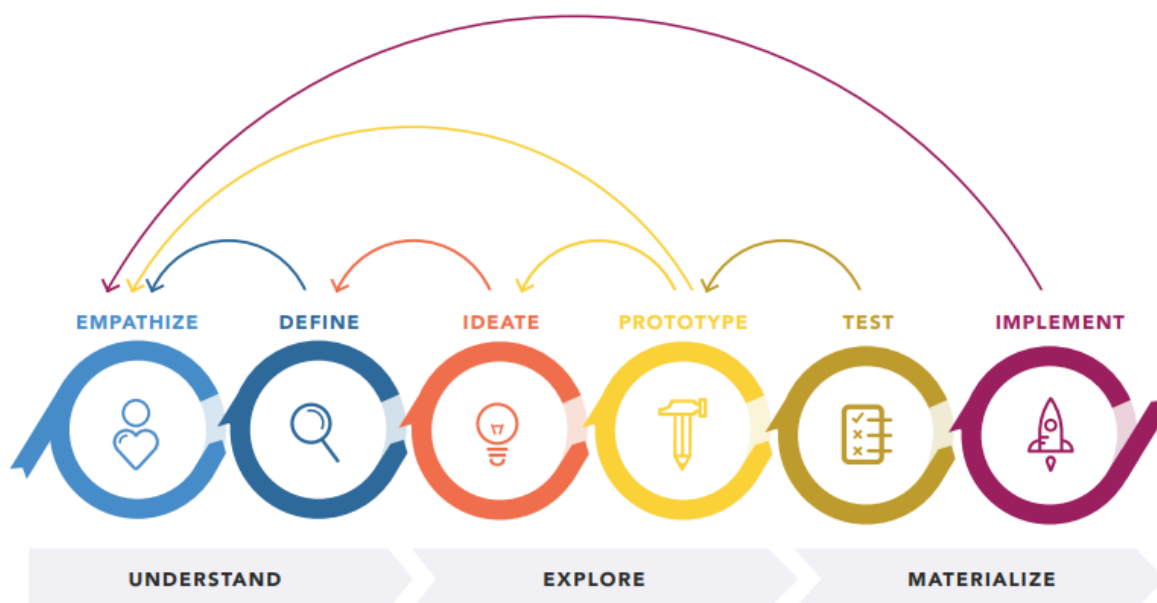 EMPATHIZE
DEFINE
IDEATE
PROTOTYPE
TEST
IMPLEMENT
UNDERSTAND
EXPLORE
MATERIALIZE